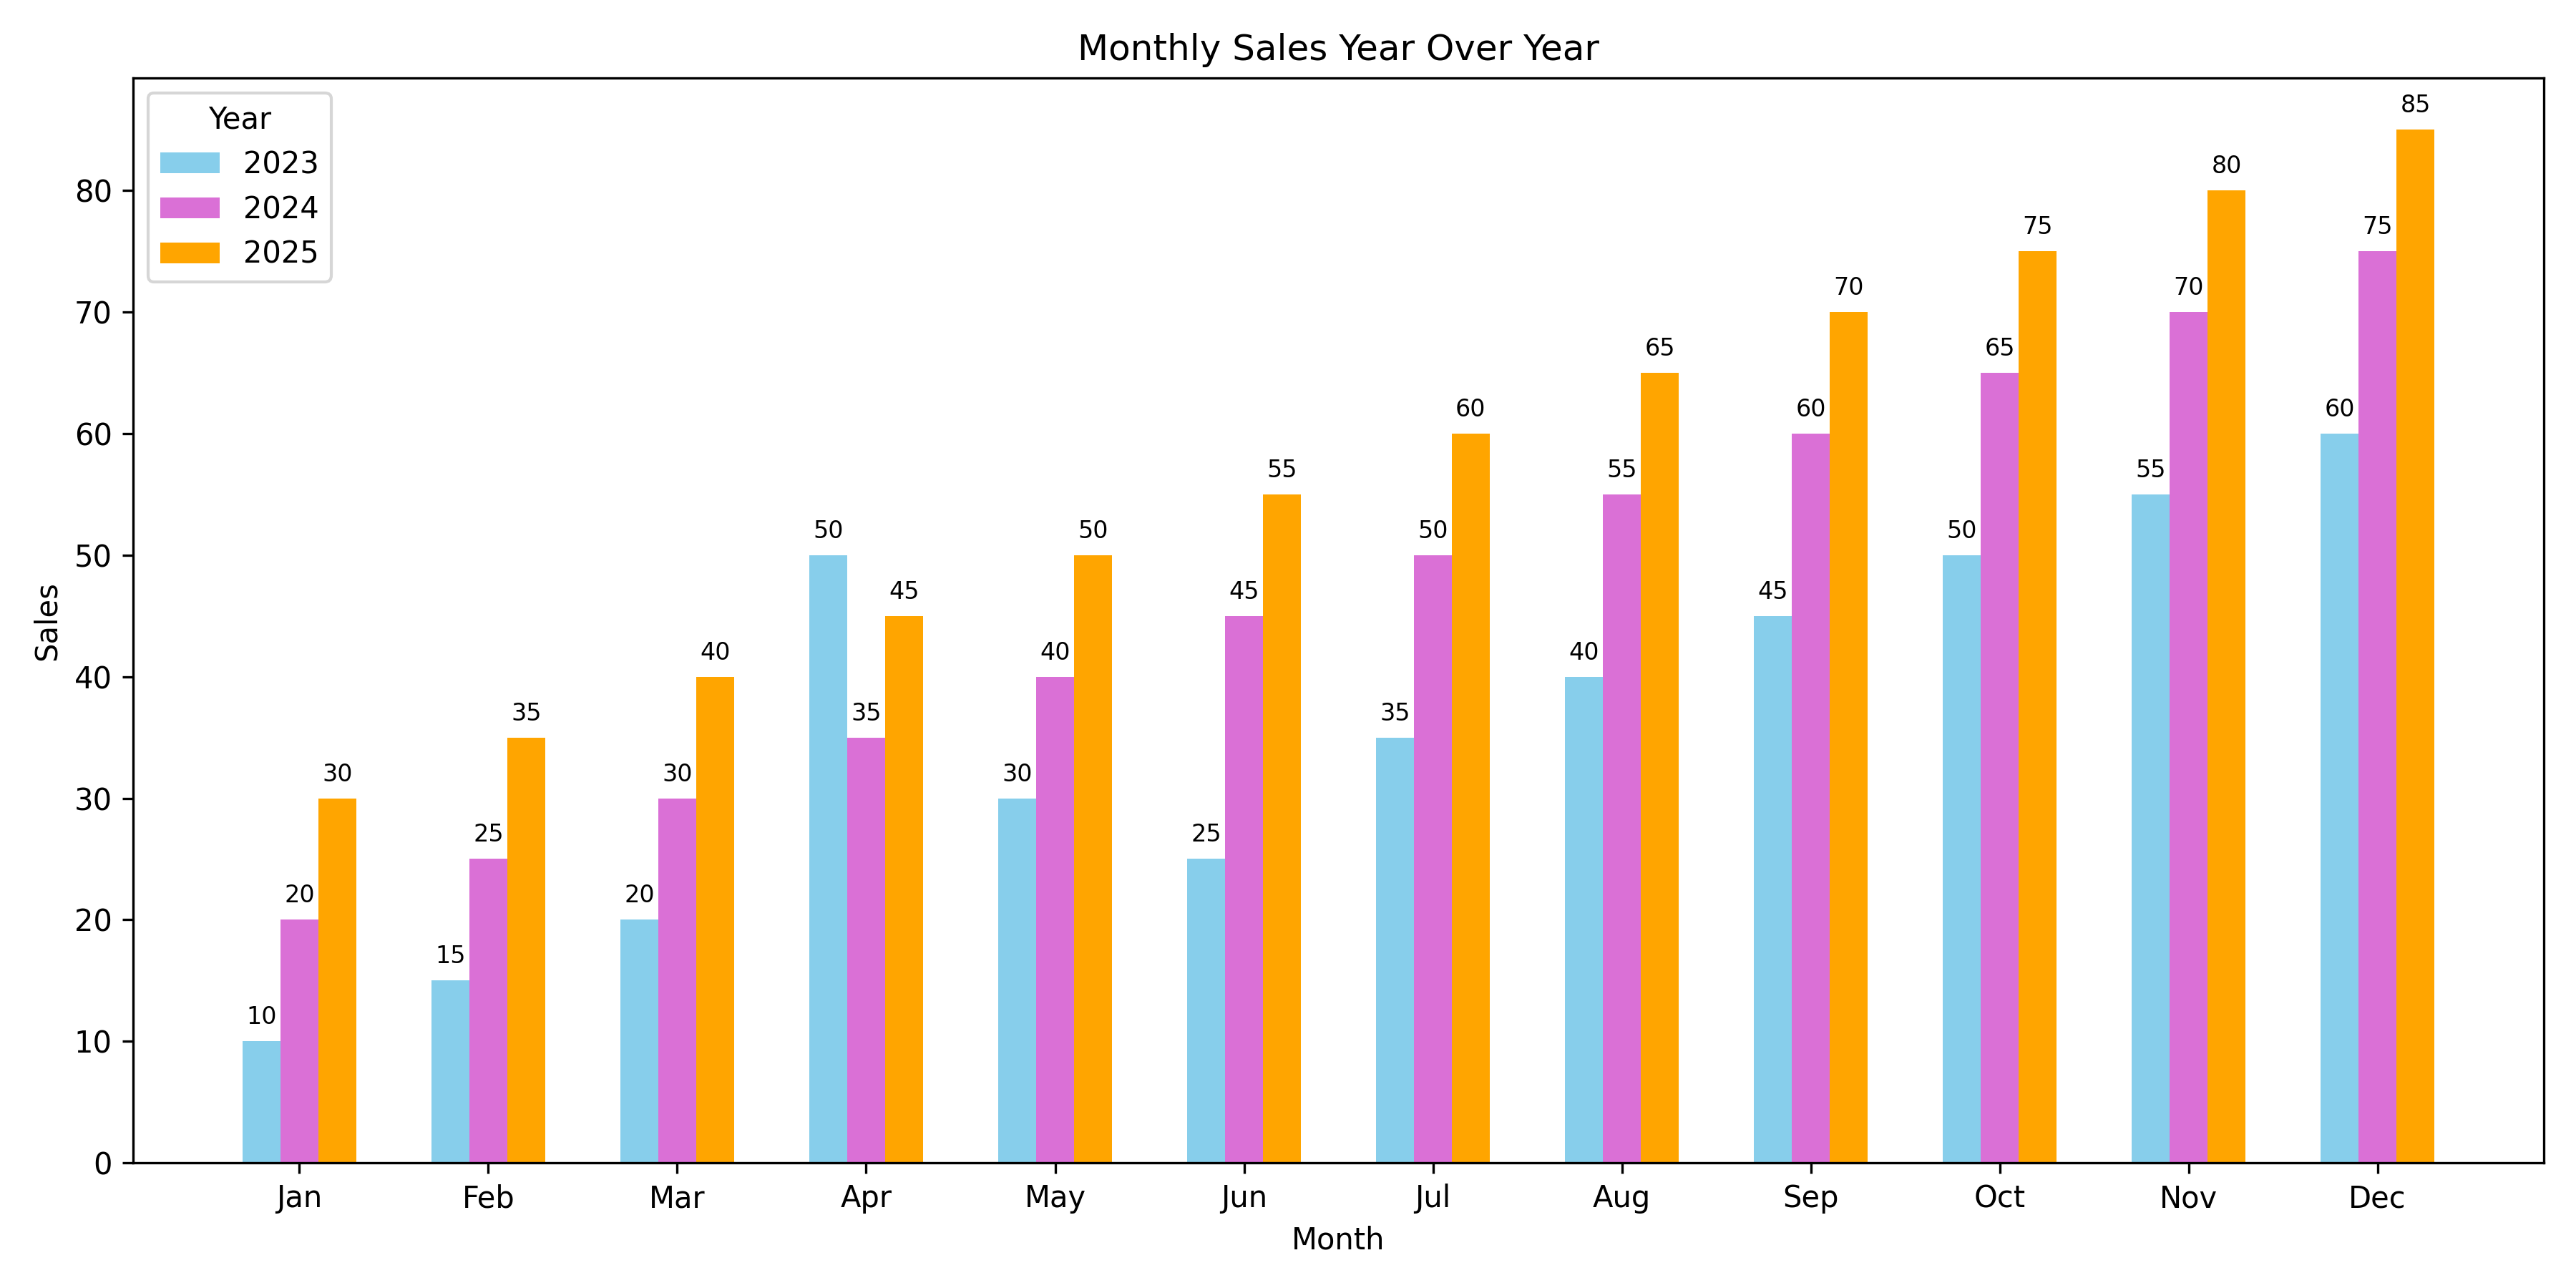 Monthly Sales Year Over Year
Year
2023
2024
2025
Sales
80
70
60
50
40
30
20
10
0
10 20 30
15 25 35
20 30 40
50 35 45
30 40 50
25 45 55
35 50 60
40 55 65
45 60 70
50 65 75
55 70 80
60 75 85
Jan Feb Mar Apr May Jun Jul Aug Sep Oct Nov Dec
Month